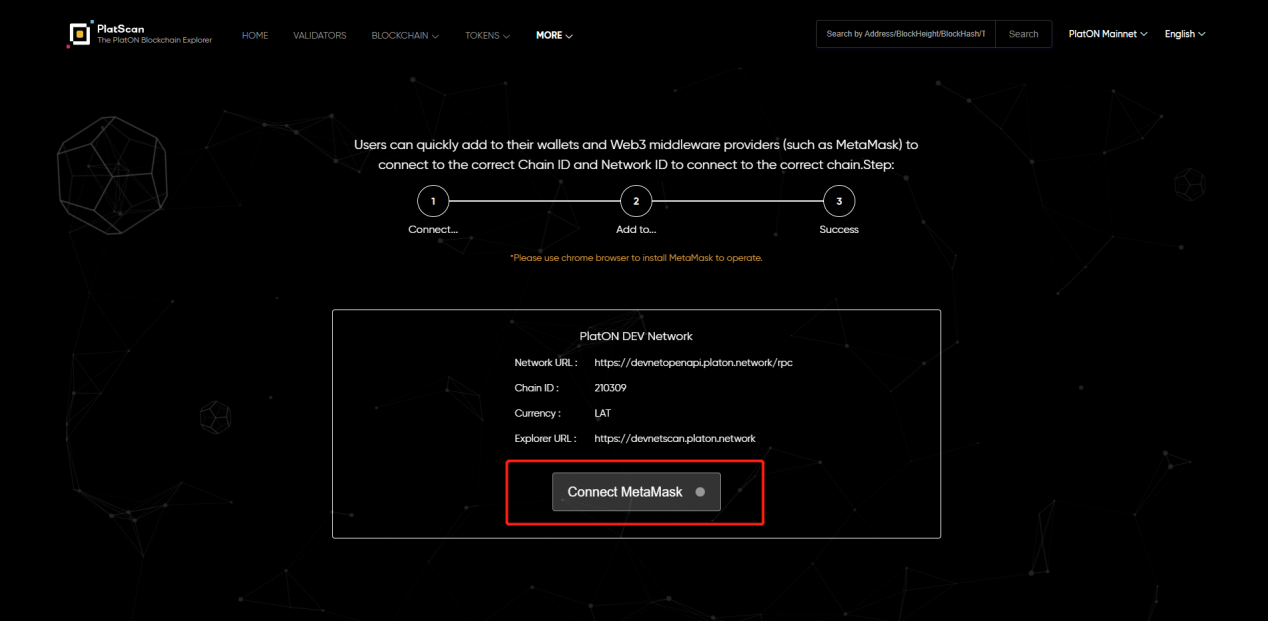 PlatScan
The PlatON Blockchain Explorer
HOME VALIDATORS BLOCKCHAIN TOKENS MORE
Search by Address/BlockHeight/BlockHash/T Search PlatON Mainnet English
Users can quickly add to their wallets and Web3 middleware providers (such as MetaMask) to
connect to the correct Chain ID and Network ID to connect to the correct chain.Step:
1 2 3
Connect... Add to... Success
*Please use chrome browser to install MetaMask to operate.
PlatON DEV Network
Network URL : https://devnetopenapi.platon.network/rpc
Chain ID : 210309
Currency : LAT
Explorer URL : https://devnetscan.platon.network
Connect MetaMask